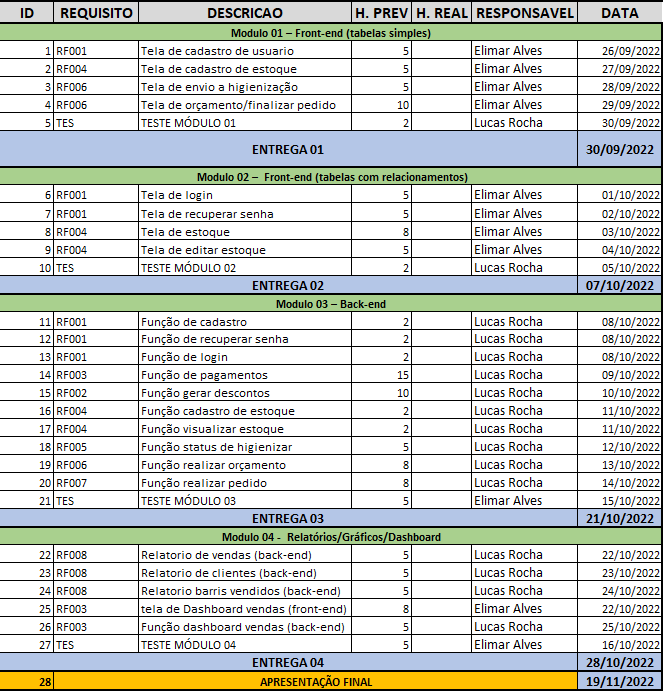 ID REQUISITO DESCRICAO H. PREV H. REAL RESPONSAVEL DATA
Modulo 01 – Front-end (tabelas simples)
1 RF001 Tela de cadastro de usuario 5 Elimar Alves 26/09/2022
2 RF004 Tela de cadastro de estoque 5 Elimar Alves 27/09/2022
3 RF006 Tela de envio a higienização 5 Elimar Alves 28/09/2022
4 RF006 Tela de orçamento/finalizar pedido 10 Elimar Alves 29/09/2022
5 TES TESTE MÓDULO 01 2 Lucas Rocha 30/09/2022
ENTREGA 01 30/09/2022
Modulo 02 – Front-end (tabelas com relacionamentos)
6 RF001 Tela de login 5 Elimar Alves 01/10/2022
7 RF001 Tela de recuperar senha 5 Elimar Alves 02/10/2022
8 RF004 Tela de estoque 8 Elimar Alves 03/10/2022
9 RF004 Tela de editar estoque 5 Elimar Alves 04/10/2022
10 TES TESTE MÓDULO 02 2 Lucas Rocha 05/10/2022
ENTREGA 02 07/10/2022
Modulo 03 – Back-end
11 RF001 Função de cadastro 2 Lucas Rocha 08/10/2022
12 RF001 Função de recuperar senha 2 Lucas Rocha 08/10/2022
13 RF001 Função de login 2 Lucas Rocha 08/10/2022
14 RF003 Função de pagamentos 15 Lucas Rocha 09/10/2022
15 RF002 Função gerar descontos 10 Lucas Rocha 10/10/2022
16 RF004 Função cadastro de estoque 2 Lucas Rocha 11/10/2022
17 RF004 Função visualizar estoque 2 Lucas Rocha 11/10/2022
18 RF005 Função status de higienizar 5 Lucas Rocha 12/10/2022
19 RF006 Função realizar orçamento 8 Lucas Rocha 13/10/2022
20 RF007 Função realizar pedido 8 Lucas Rocha 14/10/2022
21 TES TESTE MÓDULO 03 5 Elimar Alves 15/10/2022
ENTREGA 03 21/10/2022
Modulo 04 - Relatórios/Gráficos/Dashboard
22 RF008 Relatorio de vendas (back-end) 5 Lucas Rocha 22/10/2022
23 RF008 Relatorio de clientes (back-end) 5 Lucas Rocha 23/10/2022
24 RF008 Relatorio barris vendidos (back-end) 5 Lucas Rocha 24/10/2022
25 RF003 tela de Dashboard vendas (front-end) 8 Elimar Alves 22/10/2022
26 RF003 Função dashboard vendas (back-end) 5 Lucas Rocha 25/10/2022
27 TES TESTE MÓDULO 04 5 Elimar Alves 16/10/2022
ENTREGA 04 28/10/2022
28 APRESENTAÇÃO FINAL 19/11/2022